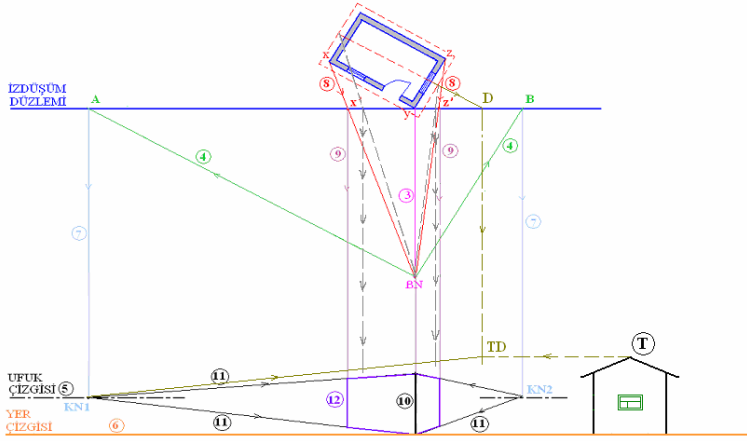 x
z
8
8
İZDÜŞÜM
DÜZLEMİ
A
x'
y
z'
D
B
4
9
9
4
3
7
7
BN
TD
T
UFUK
ÇİZGİSİ
5
11
KN1
KN2
12
10
11
11
YER
ÇİZGİSİ
6